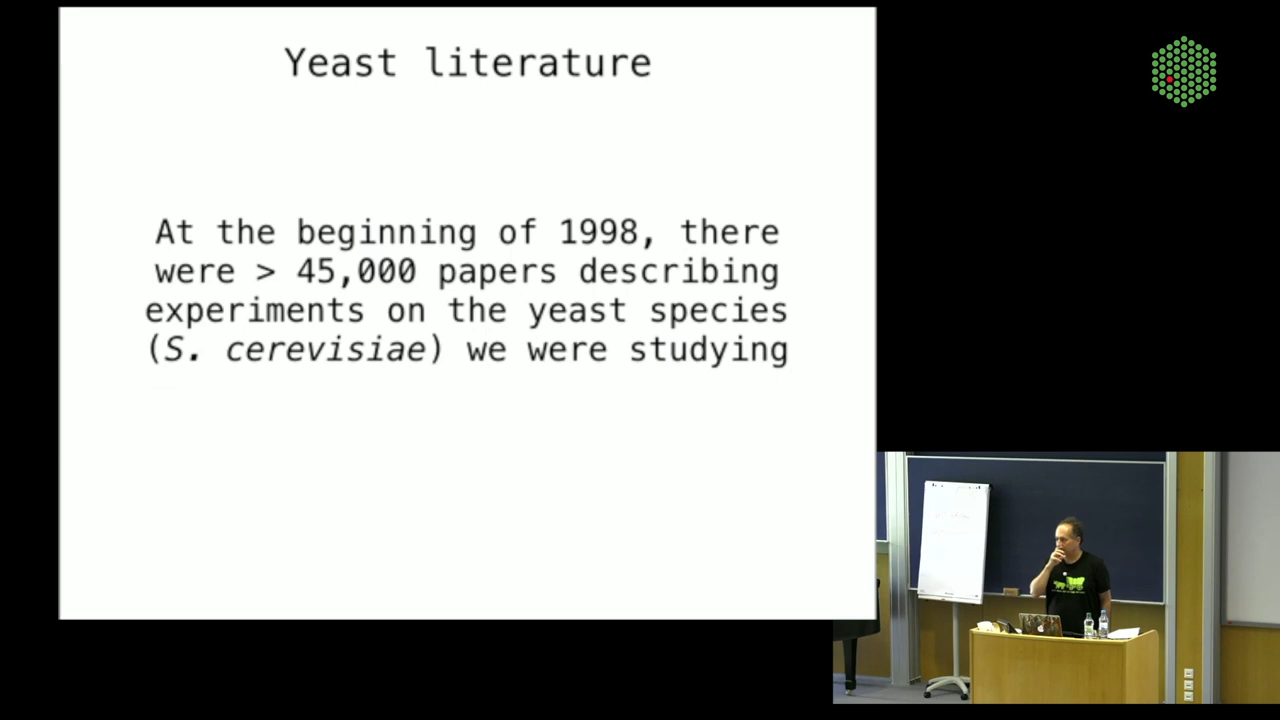 Yeast literature
At the beginning of 1998, there
were > 45,000 papers describing
experiments on the yeast species
(S. cerevisiae) we were studying